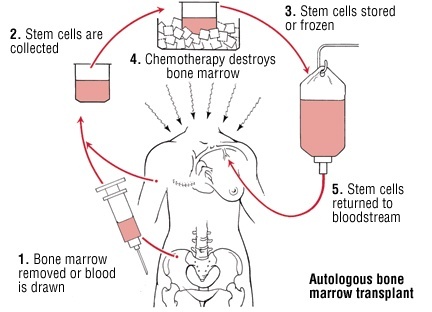 1. Bone marrow
removed or blood
is drawn
2. Stem cells are
collected
3. Stem cells stored
or frozen
4. Chemotherapy destroys
bone marrow
5. Stem cells
returned to
bloodstream
Autologous bone
marrow transplant